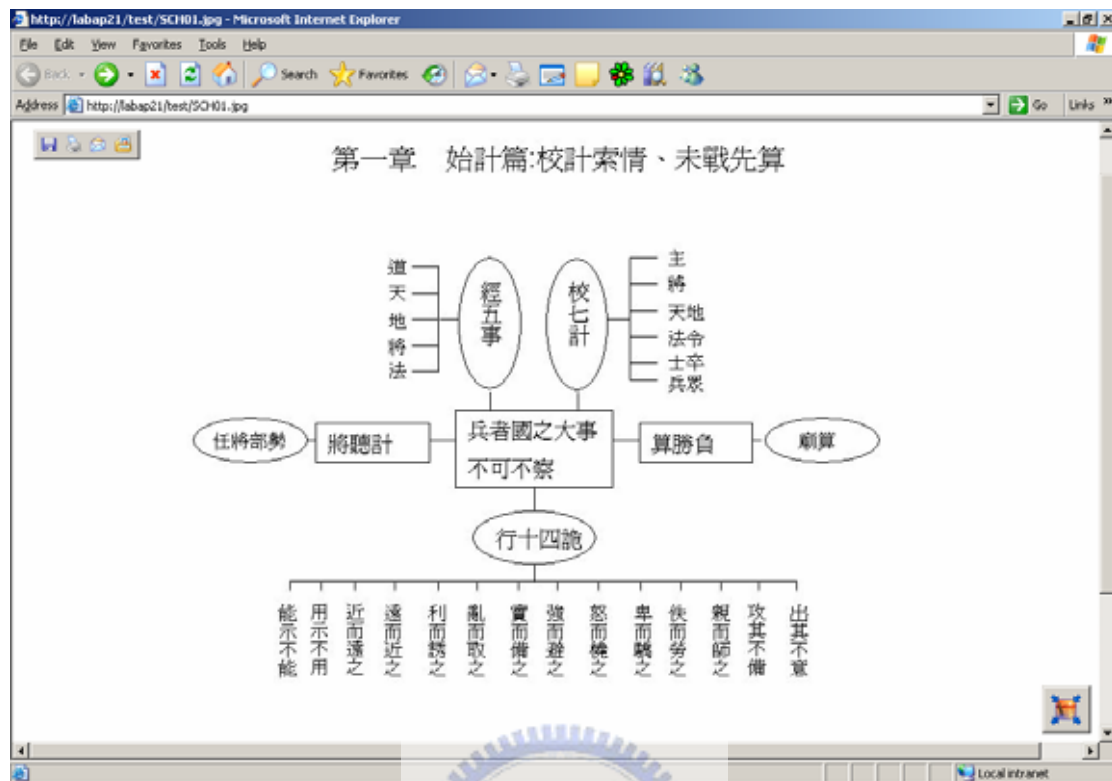 http://labap21/test/SCH01.jpg - Microsoft Internet Explorer
File Edit View Favorites Tools Help
Back Search Favorites
Address http://labap21/test/SCH01.jpg Go Links »
第一章 始計篇:校計索情、未戰先算
道
天
地
將
法
經五事
校七計
主
將
天地
法令
士卒
兵眾
任將部勢
將聽計
兵者國之大事
不可不察
算勝負
廟算
行十四詭
能示不能
用示不用
近而遠之
遠而近之
利而誘之
亂而取之
實而備之
強而避之
怒而撓之
卑而驕之
佚而勞之
親而師之
攻其不備
出其不意
Local intranet